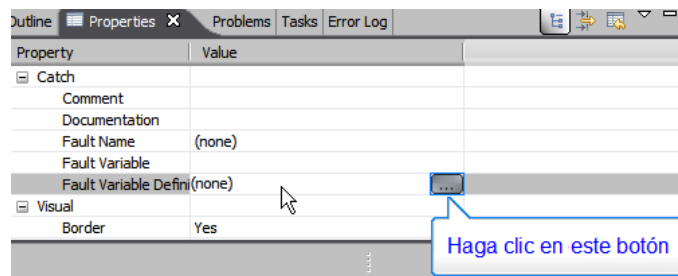 Outline Properties Problems Tasks Error Log
Property Value
Catch
Comment
Documentation
Fault Name (none)
Fault Variable
Fault Variable Defini (none)
...
Visual
Border Yes
Haga clic en este botón